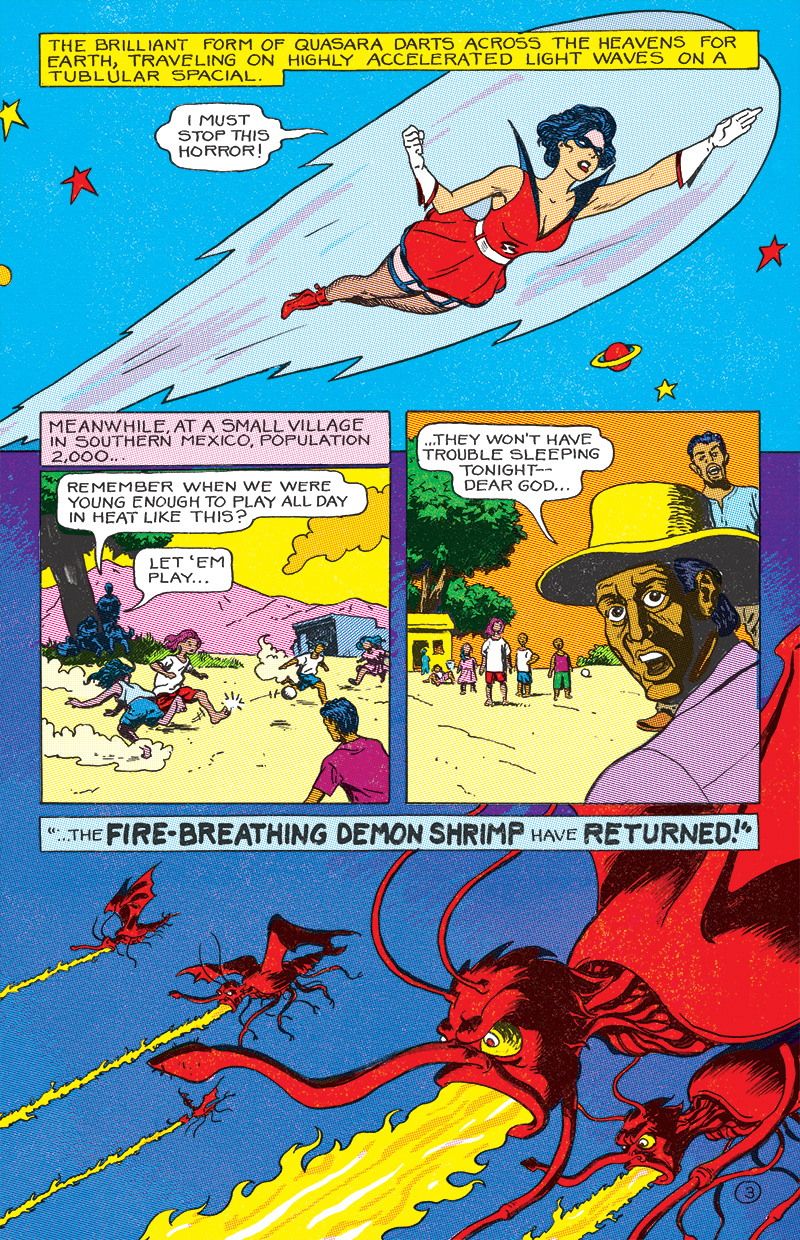 THE BRILLIANT FORM OF QUASARA DARTS ACROSS THE HEAVENS FOR
EARTH, TRAVELING ON HIGHLY ACCELERATED LIGHT WAVES ON A
TUBLULAR SPACIAL.
I MUST
STOP THIS
HORROR!
MEANWHILE, AT A SMALL VILLAGE
IN SOUTHERN MEXICO, POPULATION
2,000...
REMEMBER WHEN WE WERE
YOUNG ENOUGH TO PLAY ALL DAY
IN HEAT LIKE THIS?
LET 'EM
PLAY...
...THEY WON'T HAVE
TROUBLE SLEEPING
TONIGHT--
DEAR GOD...
"...THE FIRE-BREATHING DEMON SHRIMP HAVE RETURNED!"
3